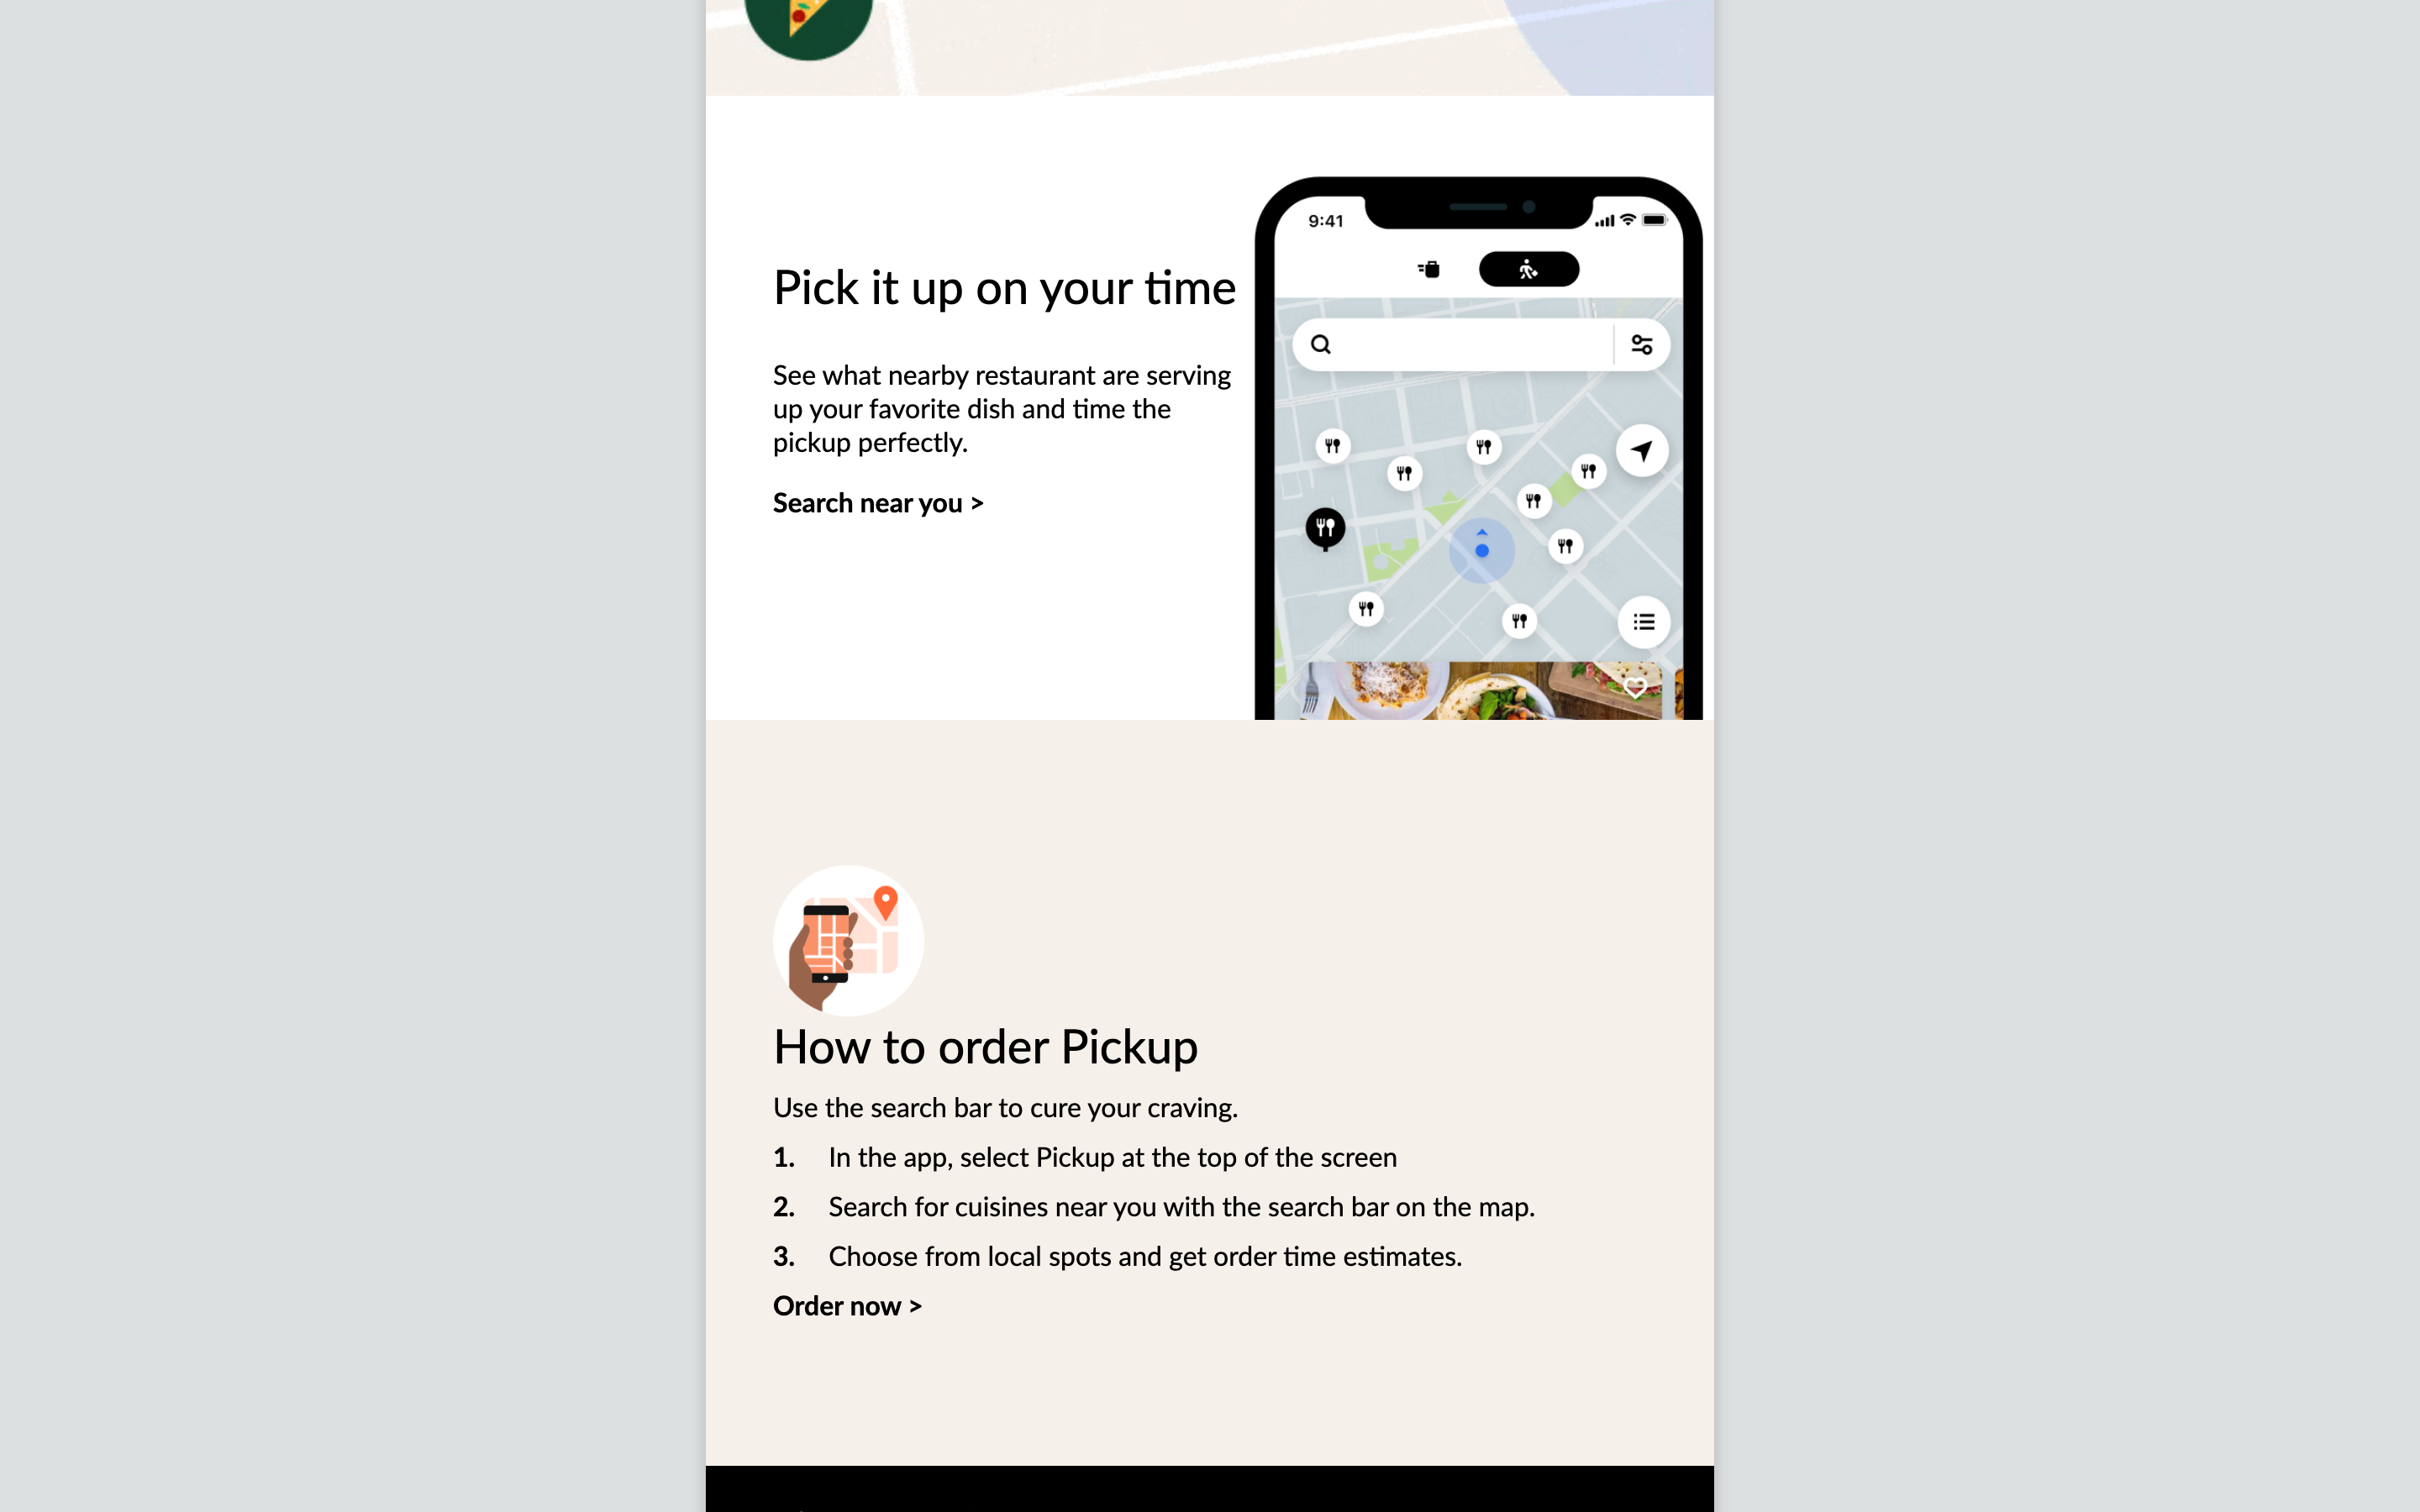 Pick it up on your time
See what nearby restaurant are serving
up your favorite dish and time the
pickup perfectly.
Search near you >
9:41
How to order Pickup
Use the search bar to cure your craving.
1. In the app, select Pickup at the top of the screen
2. Search for cuisines near you with the search bar on the map.
3. Choose from local spots and get order time estimates.
Order now >